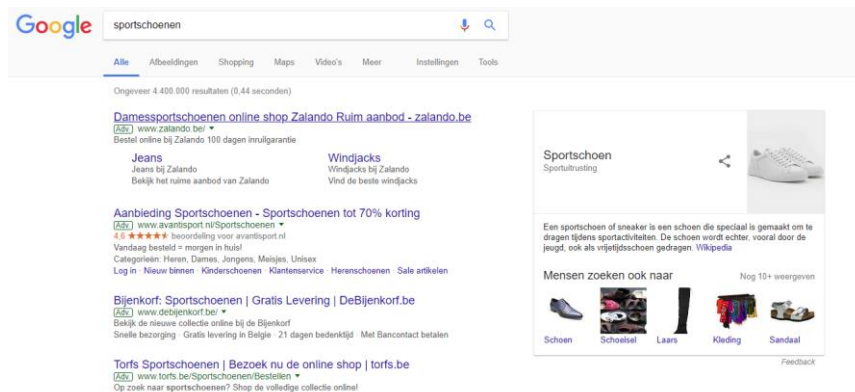 Google
sportschoenen
Alle Afbeeldingen Shopping Maps Video's Meer Instellingen Tools
Ongeveer 4.400.000 resultaten (0,44 seconden)
Damessportschoenen online shop Zalando Ruim aanbod - zalando.be
Adv. www.zalando.be/
Bestel online bij Zalando 100 dagen inruilgarantie
Jeans
Jeans bij Zalando
Bekijk het ruime aanbod van Zalando
Windjacks
Windjacks bij Zalando
Vind de beste windjacks
Aanbieding Sportschoenen - Sportschoenen tot 70% korting
Adv. www.avantisport.nl/Sportschoenen
4,6 ★★★★★ beoordeling voor avantisport.nl
Vandaag besteld = morgen in huis!
Categorieën: Heren, Dames, Jongens, Meisjes, Unisex
Log in · Nieuw binnen · Kinderschoenen · Klantenservice · Herenschoenen · Sale artikelen
Bijenkorf: Sportschoenen | Gratis Levering | DeBijenkorf.be
Adv. www.debijenkorf.be/
Bekijk de nieuwe collectie online bij de Bijenkorf
Snelle bezorging · Gratis levering in Belgie · 21 dagen bedenktijd · Met Bancontact betalen
Torfs Sportschoenen | Bezoek nu de online shop | torfs.be
Adv. www.torfs.be/Sportschoenen/Bestellen
Op zoek naar sportschoenen? Shop de volledige collectie online!
Sportschoen
Sportuitrusting
Een sportschoen of sneaker is een schoen die speciaal is gemaakt om te
dragen tijdens sportactiviteiten. De schoen wordt echter, vooral door de
jeugd, ook als vrijetijdsschoen gedragen. Wikipedia
Mensen zoeken ook naar Nog 10+ weergeven
Schoen Schoeisel Laars Kleding Sandaal
Feedback